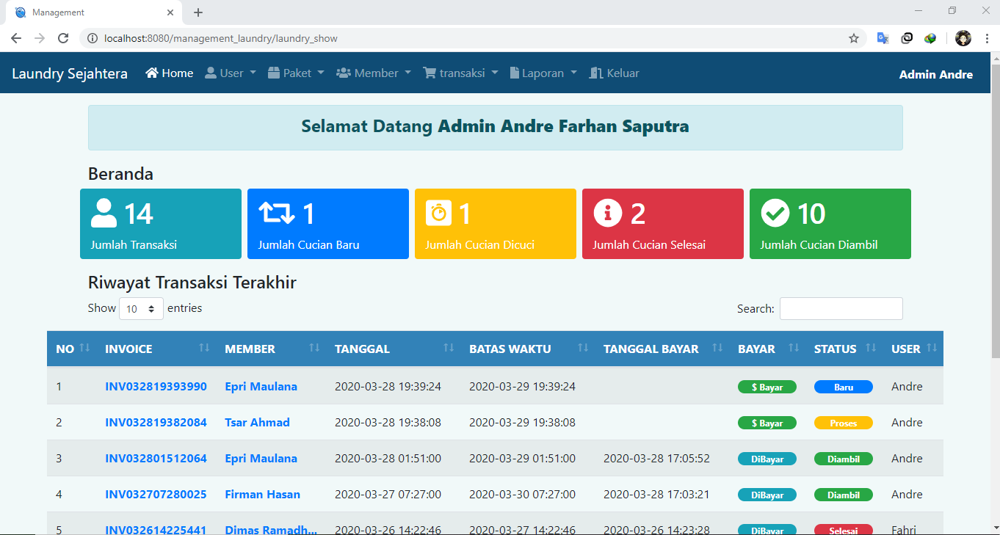 Management
localhost:8080/management_laundry/laundry_show
Laundry Sejahtera Home User Paket Member transaksi Laporan Keluar Admin Andre
Selamat Datang Admin Andre Farhan Saputra
Beranda
14 1 1 2 10
Jumlah Transaksi Jumlah Cucian Baru Jumlah Cucian Dicuci Jumlah Cucian Selesai Jumlah Cucian Diambil
Riwayat Transaksi Terakhir
Show 10 entries Search:
NO INVOICE MEMBER TANGGAL BATAS WAKTU TANGGAL BAYAR BAYAR STATUS USER
1 INV032819393990 Epri Maulana 2020-03-28 19:39:24 2020-03-29 19:39:24 $ Bayar Baru Andre
2 INV032819382084 Tsar Ahmad 2020-03-28 19:38:08 2020-03-29 19:38:08 $ Bayar Proses Andre
3 INV032801512064 Epri Maulana 2020-03-28 01:51:00 2020-03-29 01:51:00 2020-03-28 17:05:52 DiBayar Diambil Andre
4 INV032707280025 Firman Hasan 2020-03-27 07:27:00 2020-03-30 07:27:00 2020-03-28 17:03:21 DiBayar Diambil Andre
5 INV032614225441 Dimas Ramadh... 2020-03-26 14:22:46 2020-03-27 14:22:46 2020-03-26 14:23:28 DiBayar Selesai Fahri